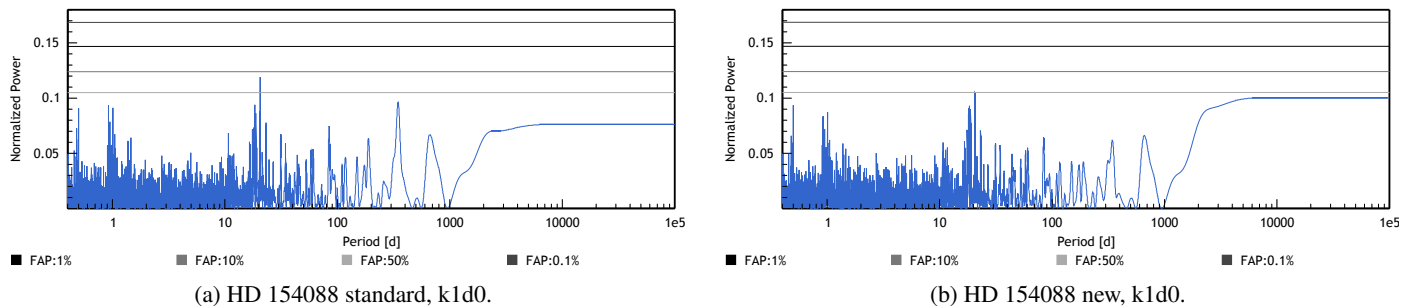 Normalized Power
0.15
0.1
0.05
1
10
100
1000
10000
1e5
Period [d]
FAP:1%
FAP:10%
FAP:50%
FAP:0.1%
(a) HD 154088 standard, k1d0.
Normalized Power
0.15
0.1
0.05
1
10
100
1000
10000
1e5
Period [d]
FAP:1%
FAP:10%
FAP:50%
FAP:0.1%
(b) HD 154088 new, k1d0.